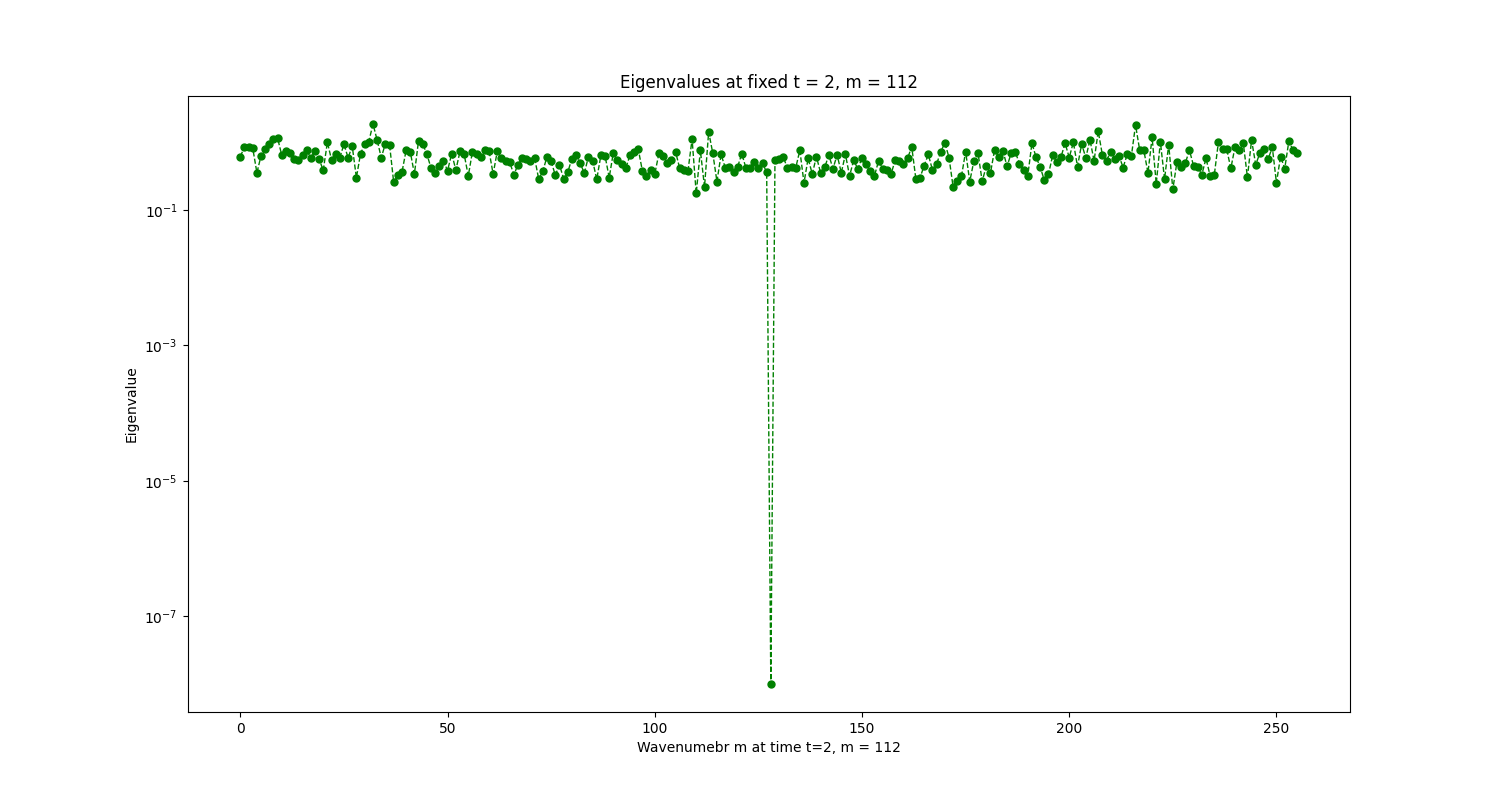 Eigenvalues at fixed t = 2, m = 112
Eigenvalue
10⁻¹
10⁻³
10⁻⁵
10⁻⁷
0 50 100 150 200 250
Wavenumebr m at time t=2, m = 112